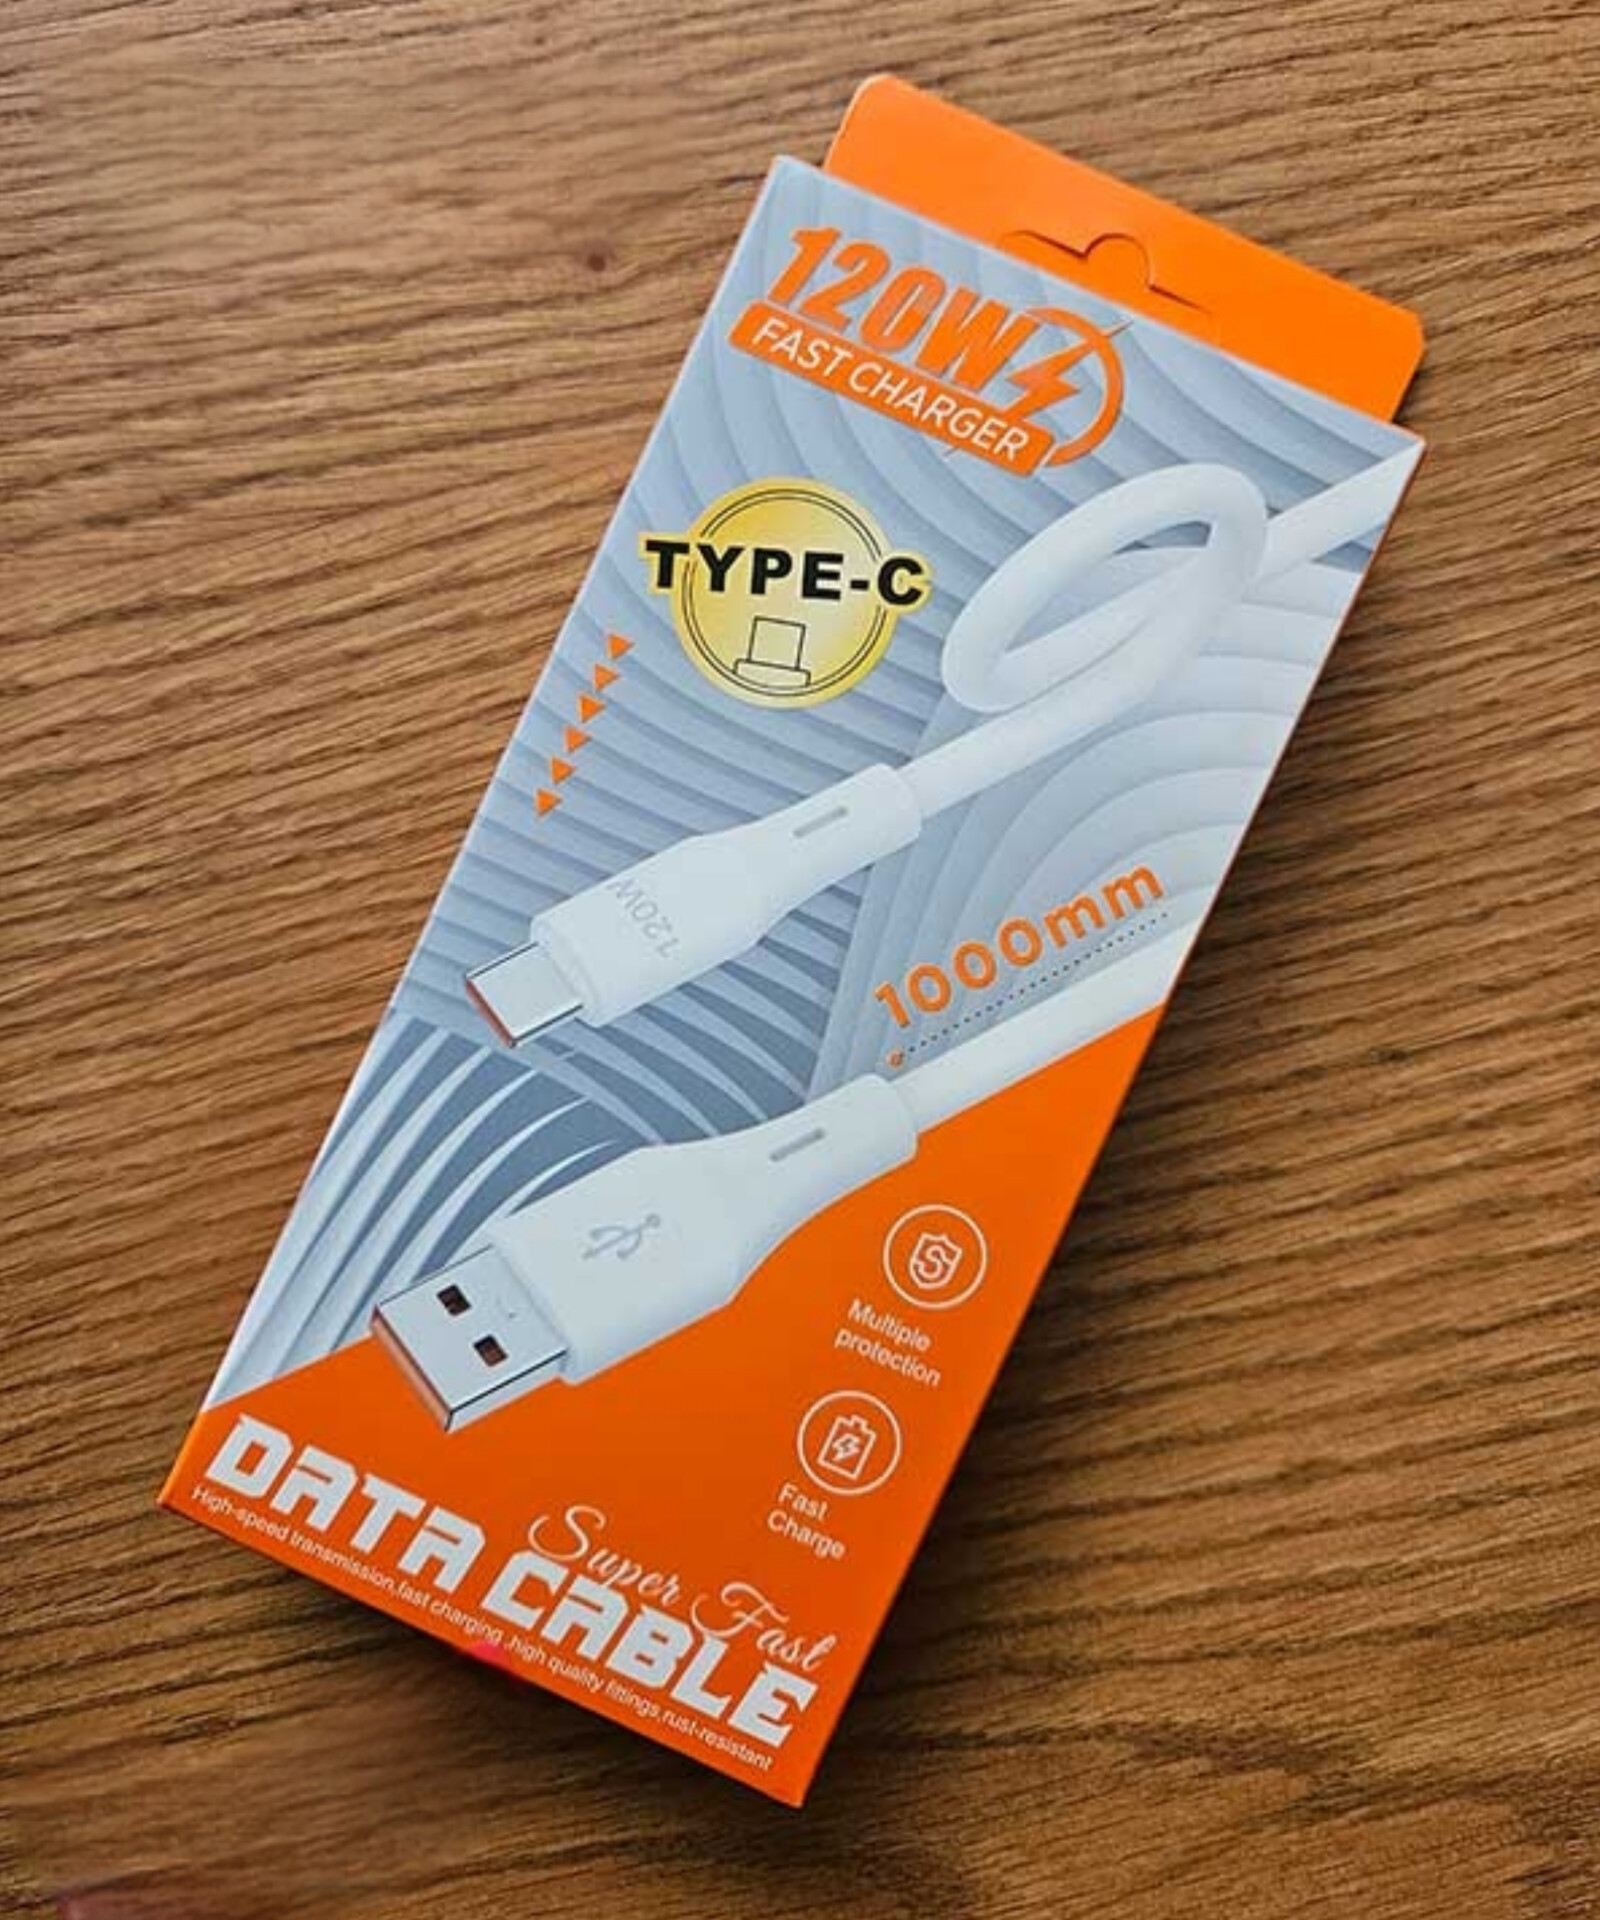 120W
FAST CHARGER
TYPE-C
120W
1000mm
Multiple
protection
Fast
Charge
Super Fast
DATA CABLE
High-speed transmission,fast charging ,high quality fittings,rust-resistant